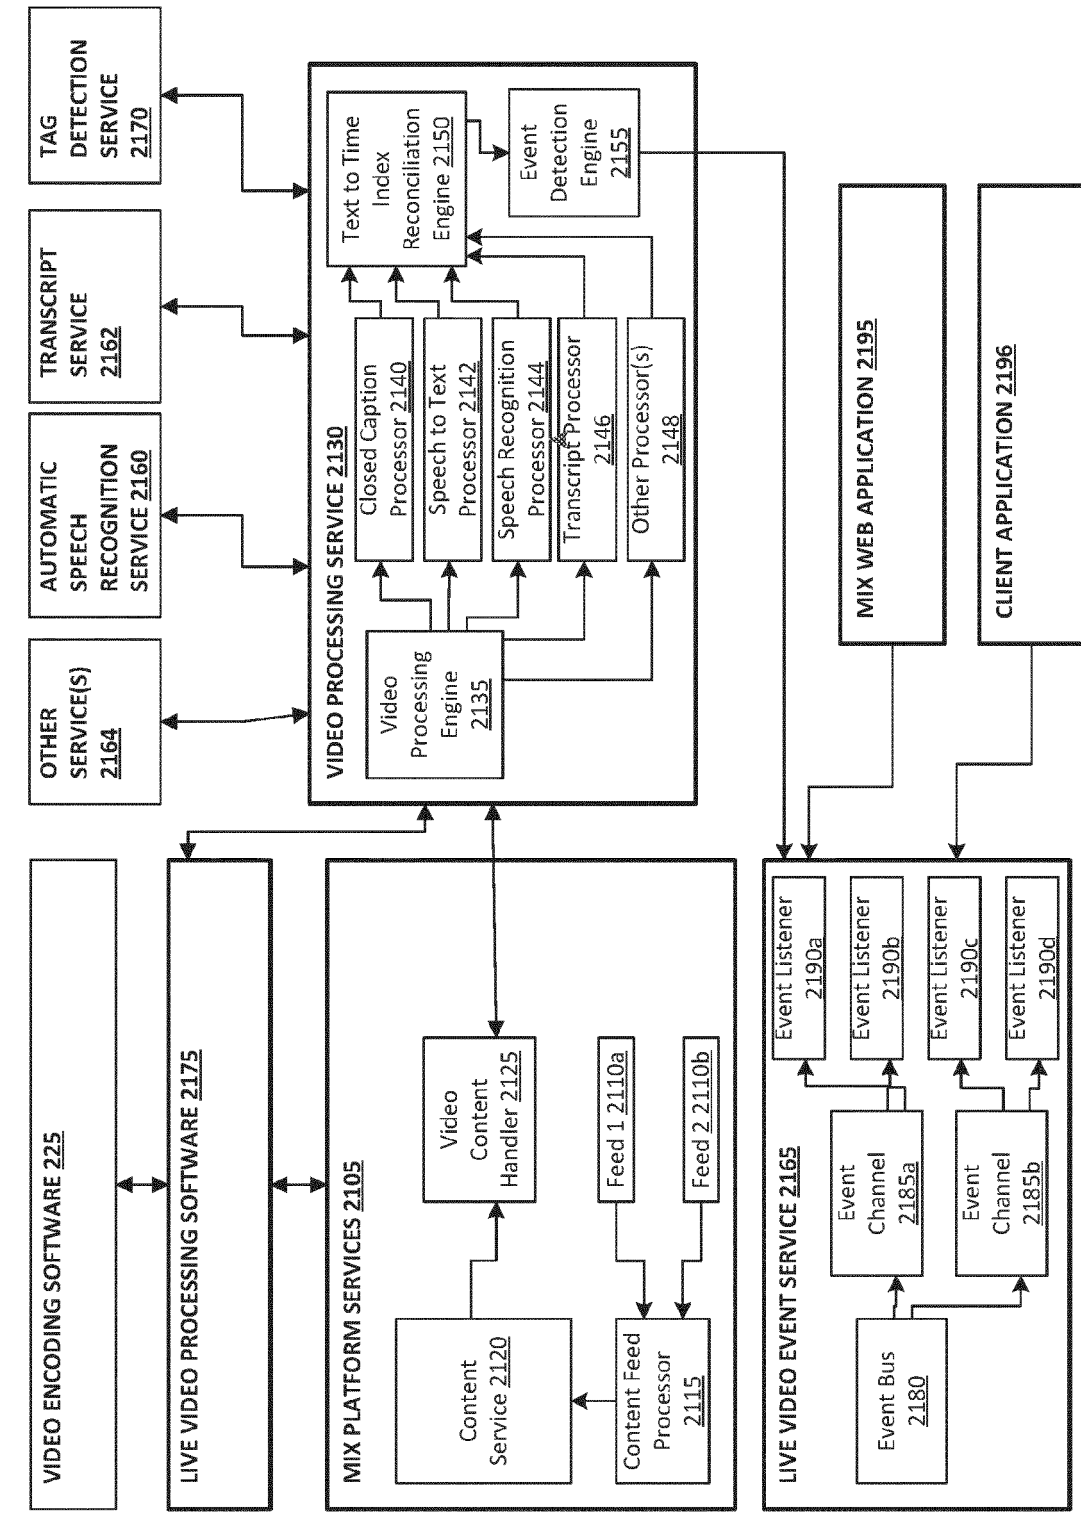 VIDEO ENCODING SOFTWARE 225
LIVE VIDEO PROCESSING SOFTWARE 2175
MIX PLATFORM SERVICES 2105
Content
Service 2120
Video
Content
Handler 2125
Content Feed
Processor
2115
Feed 1 2110a
Feed 2 2110b
LIVE VIDEO EVENT SERVICE 2165
Event Bus
2180
Event
Channel
2185a
Event
Channel
2185b
Event Listener
2190a
Event Listener
2190b
Event Listener
2190c
Event Listener
2190d
OTHER
SERVICE(S)
2164
AUTOMATIC
SPEECH
RECOGNITION
SERVICE 2160
TRANSCRIPT
SERVICE
2162
TAG
DETECTION
SERVICE
2170
VIDEO PROCESSING SERVICE 2130
Video
Processing
Engine
2135
Closed Caption
Processor 2140
Speech to Text
Processor 2142
Speech Recognition
Processor 2144
Transcript Processor
2146
Other Processor(s)
2148
Text to Time
Index
Reconciliation
Engine 2150
Event
Detection
Engine
2155
MIX WEB APPLICATION 2195
CLIENT APPLICATION 2196